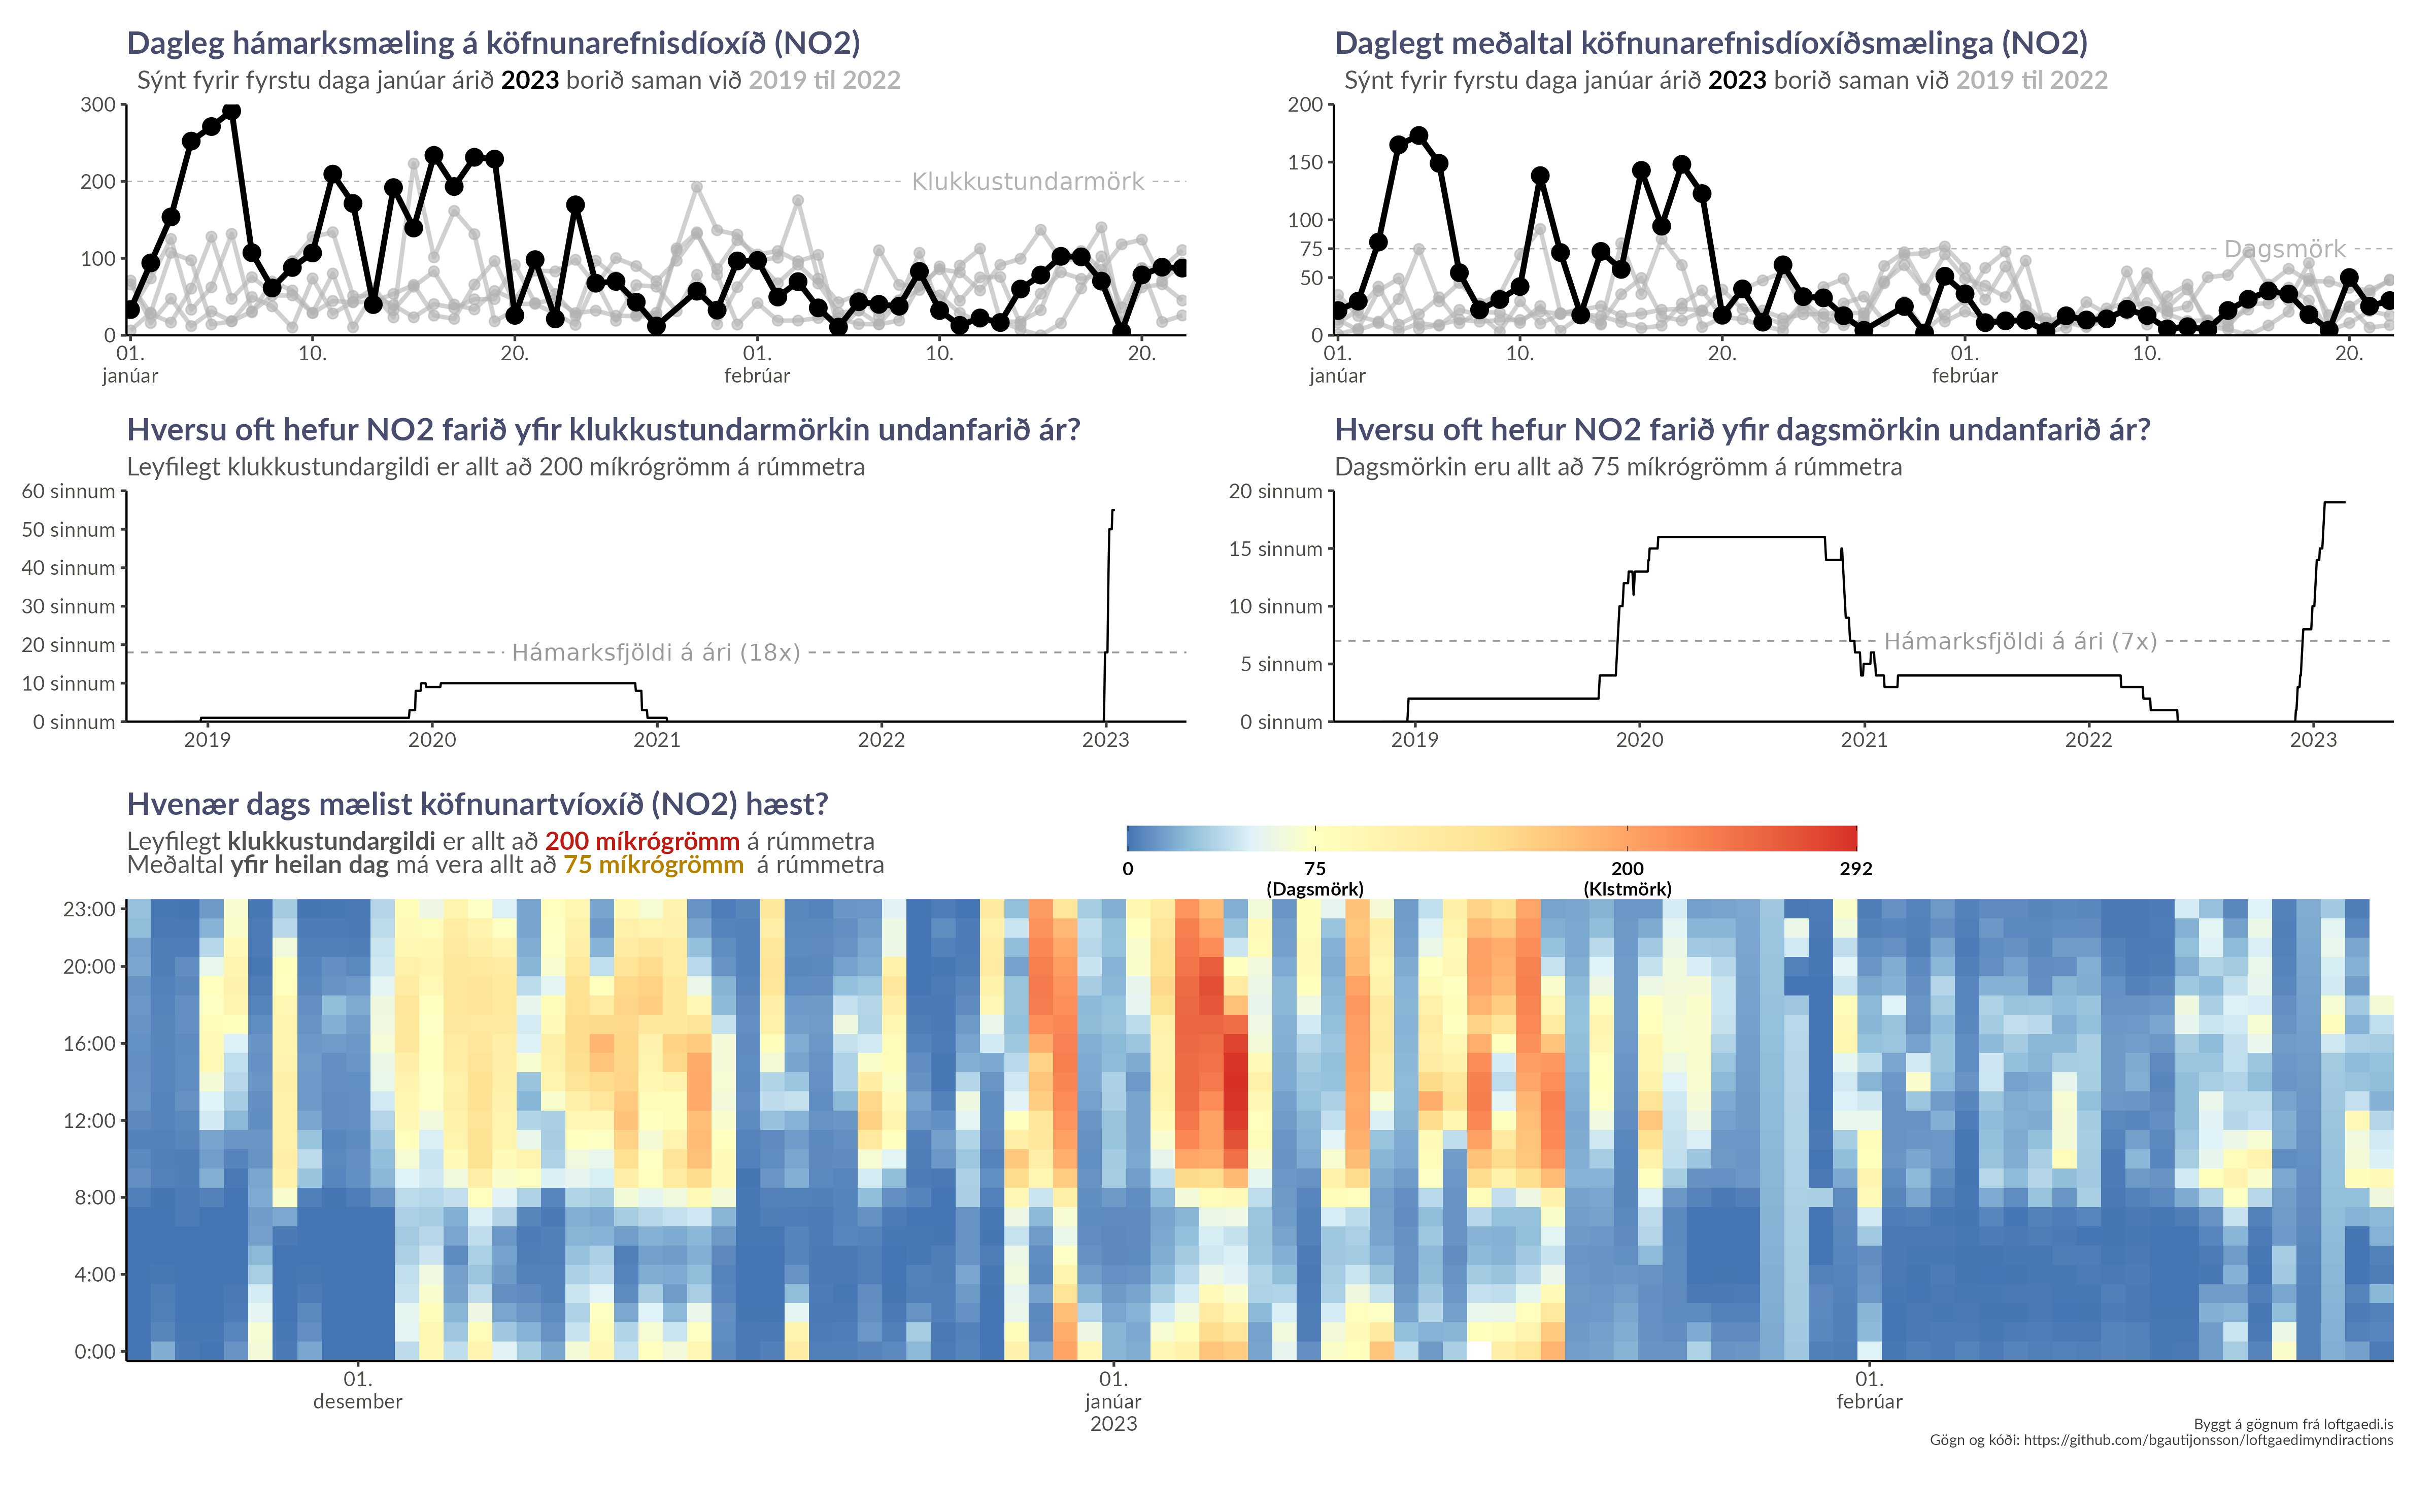 Dagleg hámarksmæling á köfnunarefnisdíoxíð (NO2)
Sýnt fyrir fyrstu daga janúar árið 2023 borið saman við 2019 til 2022
300
200
100
0
Klukkustundarmörk
01.
janúar
10.
20.
01.
febrúar
10.
20.
Daglegt meðaltal köfnunarefnisdíoxíðsmælinga (NO2)
Sýnt fyrir fyrstu daga janúar árið 2023 borið saman við 2019 til 2022
200
150
100
75
50
0
Dagsmörk
01.
janúar
10.
20.
01.
febrúar
10.
20.
Hversu oft hefur NO2 farið yfir klukkustundarmörkin undanfarið ár?
Leyfilegt klukkustundargildi er allt að 200 míkrógrömm á rúmmetra
60 sinnum
50 sinnum
40 sinnum
30 sinnum
20 sinnum
10 sinnum
0 sinnum
Hámarksfjöldi á ári (18x)
2019
2020
2021
2022
2023
Hversu oft hefur NO2 farið yfir dagsmörkin undanfarið ár?
Dagsmörkin eru allt að 75 míkrógrömm á rúmmetra
20 sinnum
15 sinnum
10 sinnum
5 sinnum
0 sinnum
Hámarksfjöldi á ári (7x)
2019
2020
2021
2022
2023
Hvenær dags mælist köfnunartvíoxíð (NO2) hæst?
Leyfilegt klukkustundargildi er allt að 200 míkrógrömm á rúmmetra
Meðaltal yfir heilan dag má vera allt að 75 míkrógrömm á rúmmetra
0
75
(Dagsmörk)
200
(Klstmörk)
292
23:00
20:00
16:00
12:00
8:00
4:00
0:00
01.
desember
01.
janúar
2023
01.
febrúar
Byggt á gögnum frá loftgaedi.is
Gögn og kóði: https://github.com/bgautijonsson/loftgaedimyndiractions